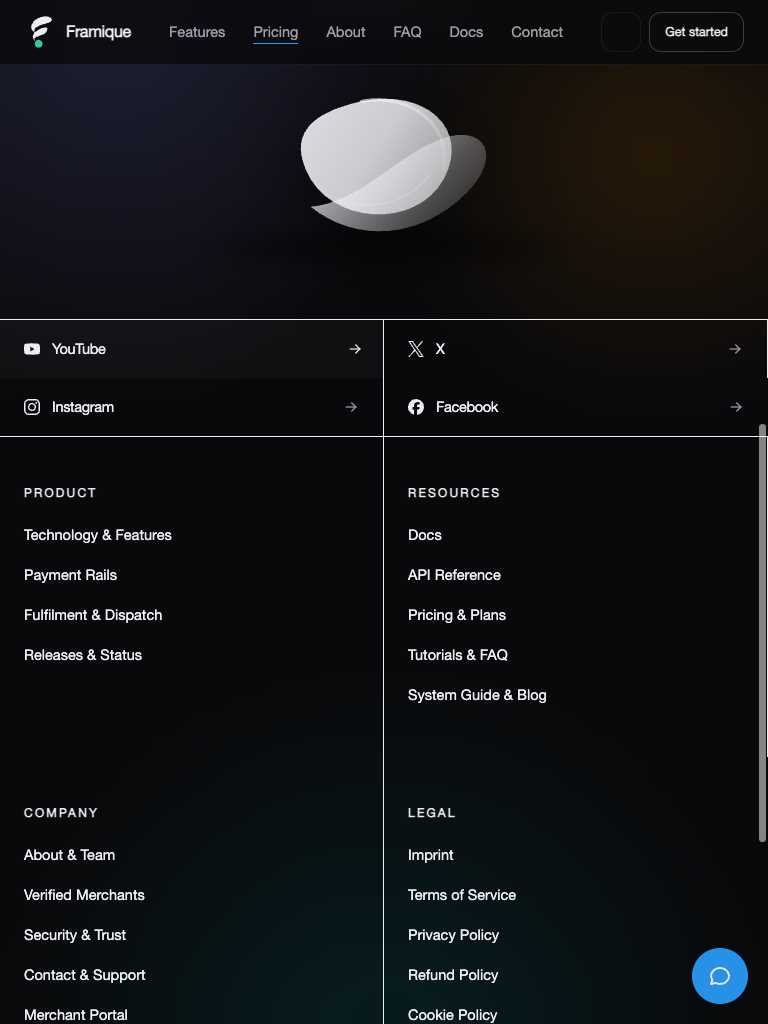 Framique
Features
Pricing
About
FAQ
Docs
Contact
Get started
YouTube
X
Instagram
Facebook
PRODUCT
Technology & Features
Payment Rails
Fulfilment & Dispatch
Releases & Status
RESOURCES
Docs
API Reference
Pricing & Plans
Tutorials & FAQ
System Guide & Blog
COMPANY
About & Team
Verified Merchants
Security & Trust
Contact & Support
Merchant Portal
LEGAL
Imprint
Terms of Service
Privacy Policy
Refund Policy
Cookie Policy